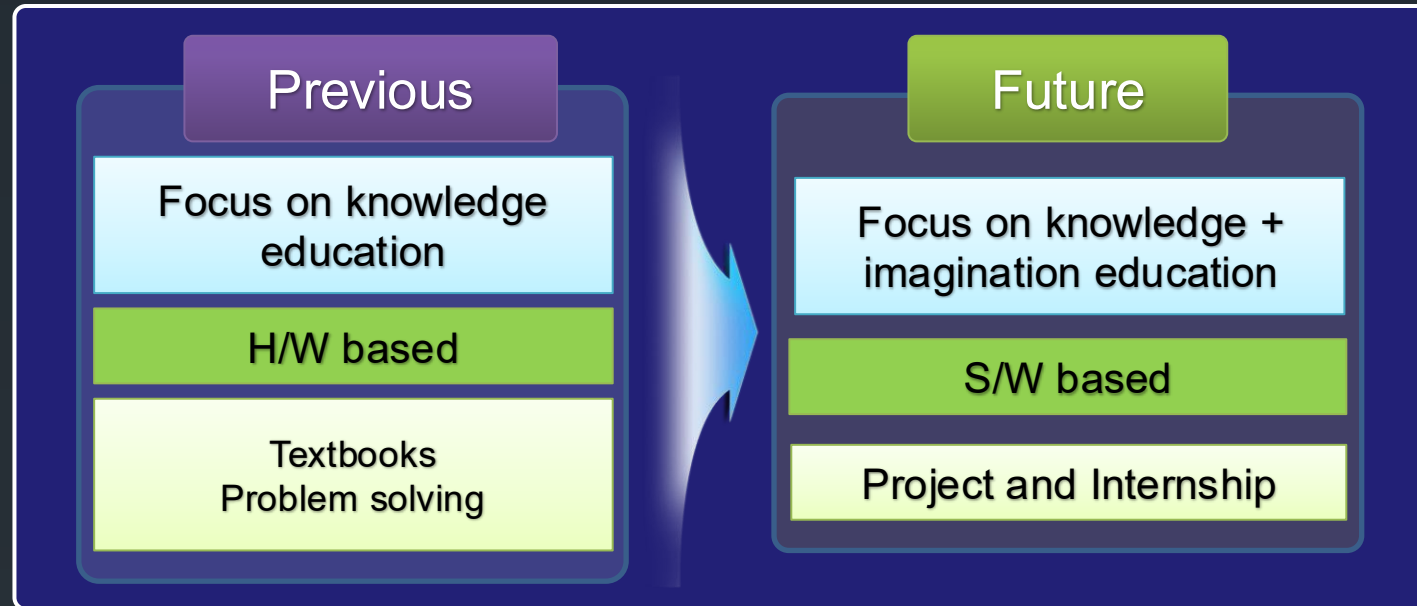 Previous
Focus on knowledge
education
H/W based
Textbooks
Problem solving
Future
Focus on knowledge +
imagination education
S/W based
Project and Internship